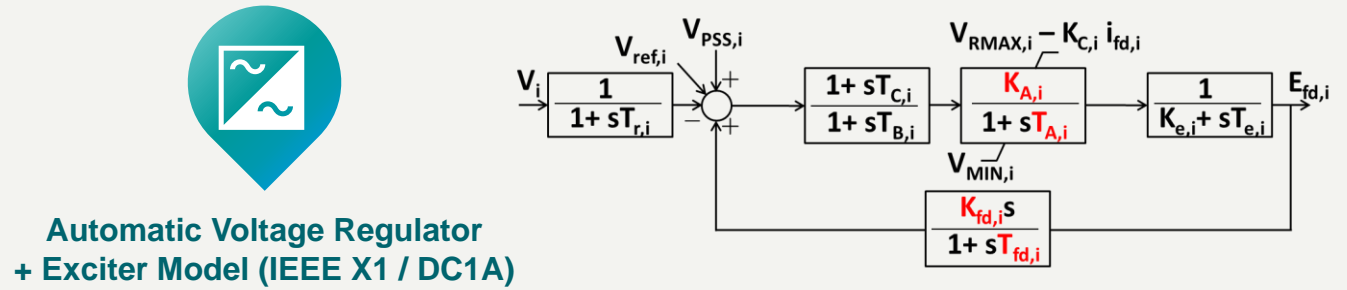 Automatic Voltage Regulator
+ Exciter Model (IEEE X1 / DC1A)
V_i
1
1+ sT_r,i
V_ref,i
V_PSS,i
+
−
+
1+ sT_C,i
1+ sT_B,i
V_RMAX,i – K_C,i i_fd,i
K_A,i
1+ sT_A,i
V_MIN,i
1
K_e,i+ sT_e,i
E_fd,i
K_fd,is
1+ sT_fd,i